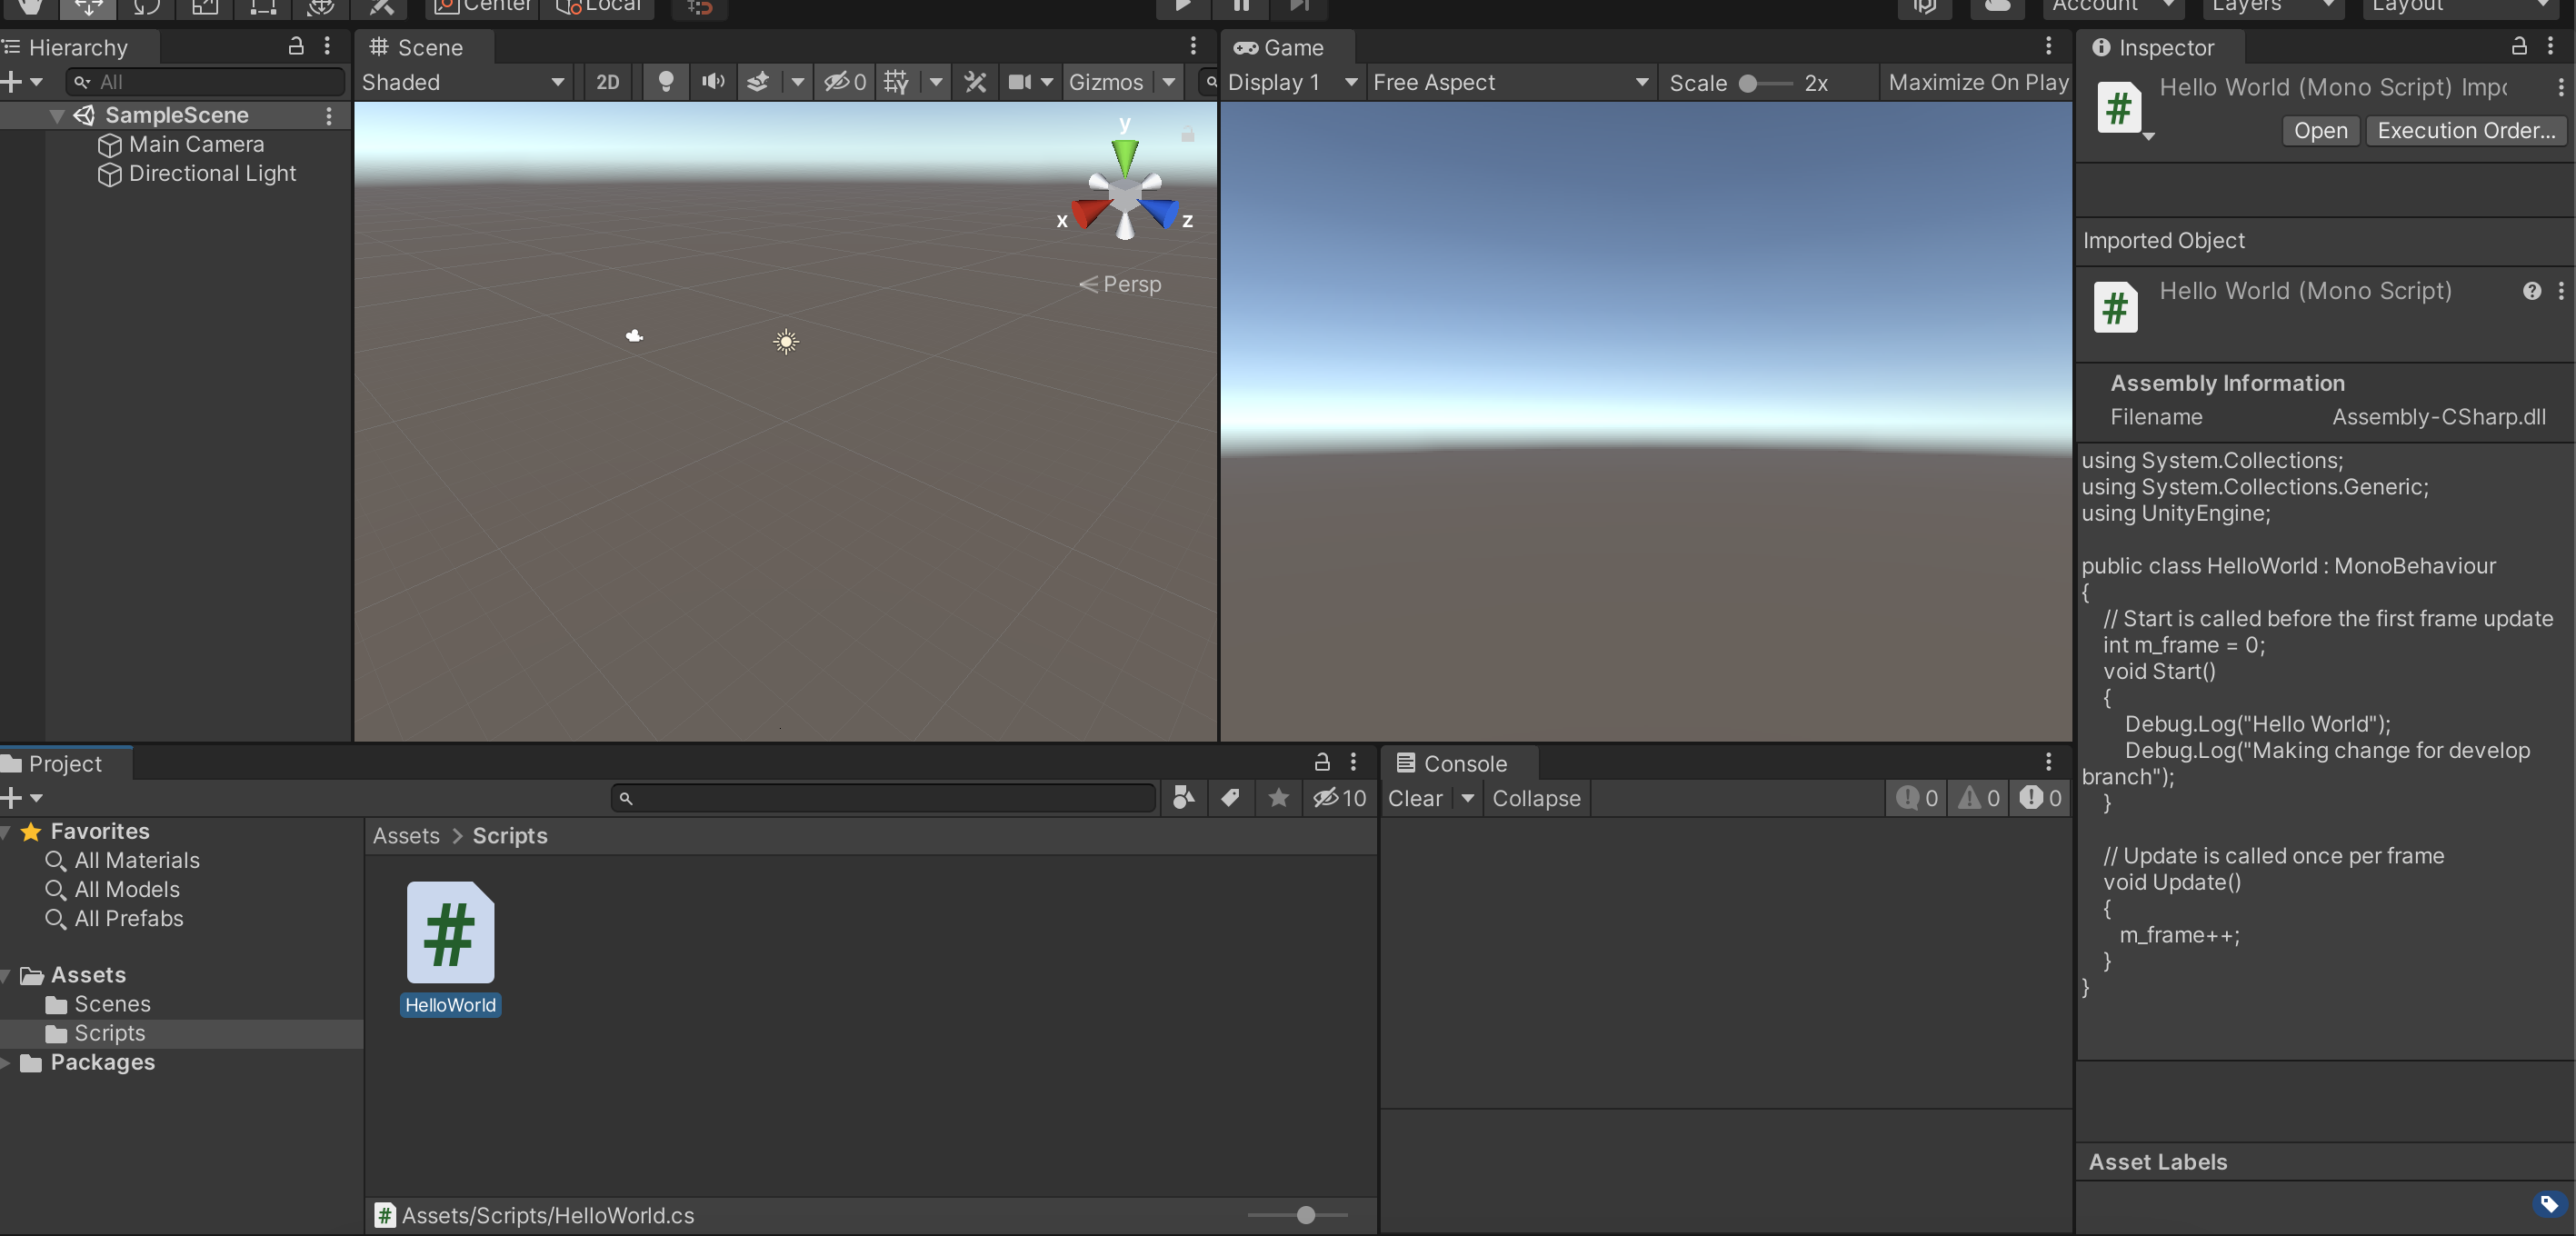 Center
Local
Account
Layers
Layout
Hierarchy
All
SampleScene
Main Camera
Directional Light
Scene
Shaded
2D
0
Gizmos
y
x
z
Persp
Game
Display 1
Free Aspect
Scale
2x
Maximize On Play
Inspector
Hello World (Mono Script) Impo
Open
Execution Order...
Imported Object
Hello World (Mono Script)
Assembly Information
Filename Assembly-CSharp.dll
using System.Collections;
using System.Collections.Generic;
using UnityEngine;
public class HelloWorld : MonoBehaviour
{
// Start is called before the first frame update
int m_frame = 0;
void Start()
{
Debug.Log("Hello World");
Debug.Log("Making change for develop
branch");
}
// Update is called once per frame
void Update()
{
m_frame++;
}
}
Asset Labels
Project
10
Favorites
All Materials
All Models
All Prefabs
Assets
Scenes
Scripts
Packages
Assets > Scripts
#
HelloWorld
Assets/Scripts/HelloWorld.cs
Console
Clear
Collapse
0
0
0